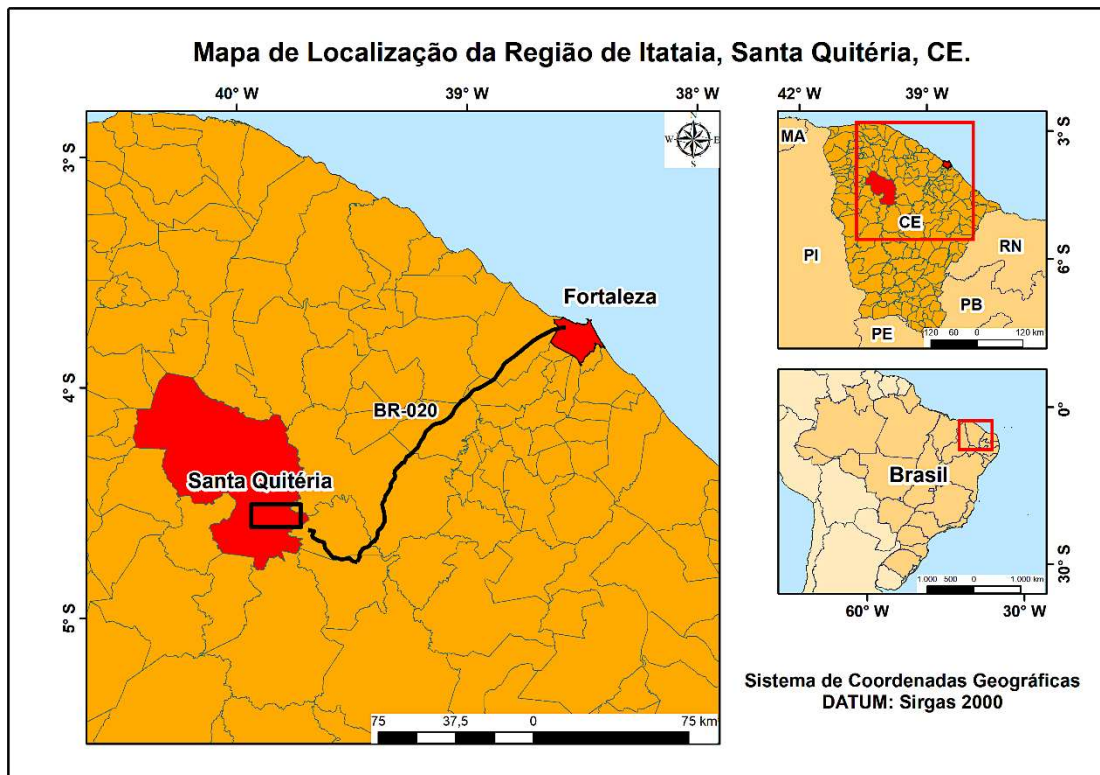 Mapa de Localização da Região de Itataia, Santa Quitéria, CE.
40° W
39° W
38° W
3° S
4° S
5° S
N
W
E
S
Fortaleza
BR-020
Santa Quitéria
75
37,5
0
75 km
42° W
39° W
3° S
6° S
MA
PI
CE
RN
PB
PE
120
60
0
120 km
0°
30° S
60° W
30° W
Brasil
1.000
500
0
1.000 km
Sistema de Coordenadas Geográficas
DATUM: Sirgas 2000